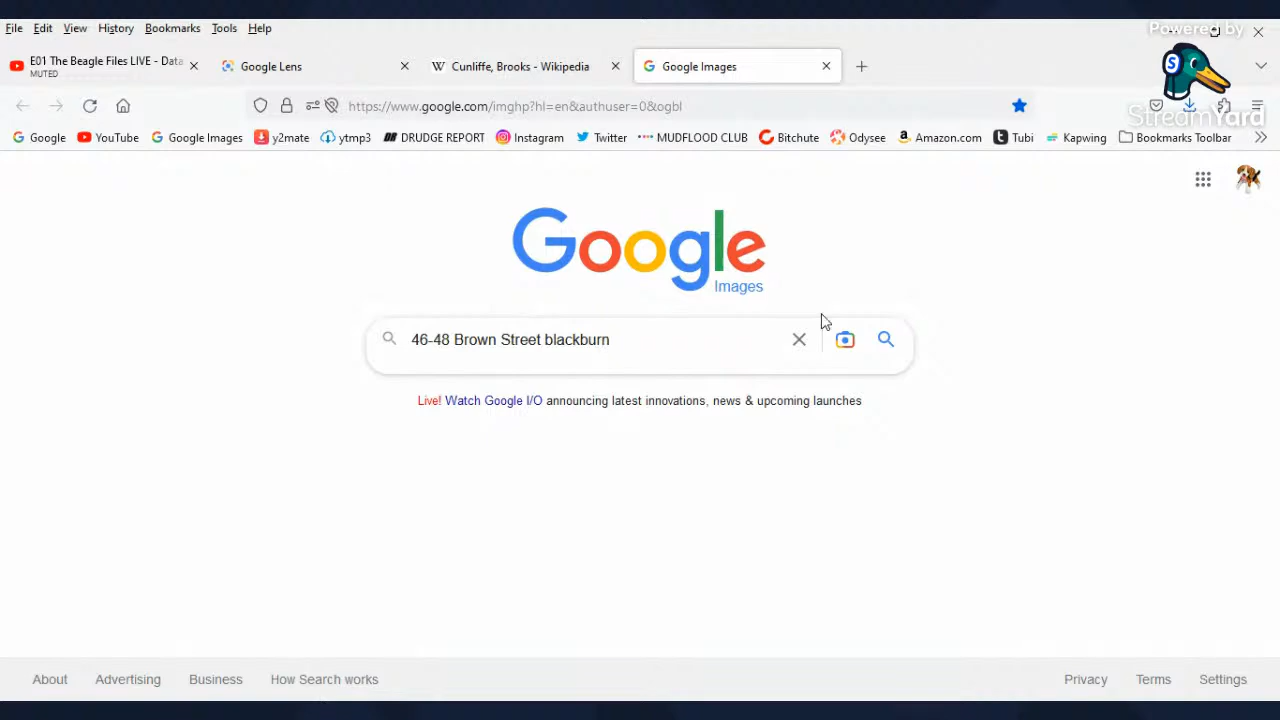 Powered by
StreamYard
File Edit View History Bookmarks Tools Help
E01 The Beagle Files LIVE - Data
MUTED
Google Lens
Cunliffe, Brooks - Wikipedia
Google Images
https://www.google.com/imghp?hl=en&authuser=0&ogbl
Google YouTube Google Images y2mate ytmp3 DRUDGE REPORT Instagram Twitter MUDFLOOD CLUB Bitchute Odysee Amazon.com Tubi Kapwing Bookmarks Toolbar
Google
Images
46-48 Brown Street blackburn
Live! Watch Google I/O announcing latest innovations, news & upcoming launches
About Advertising Business How Search works Privacy Terms Settings